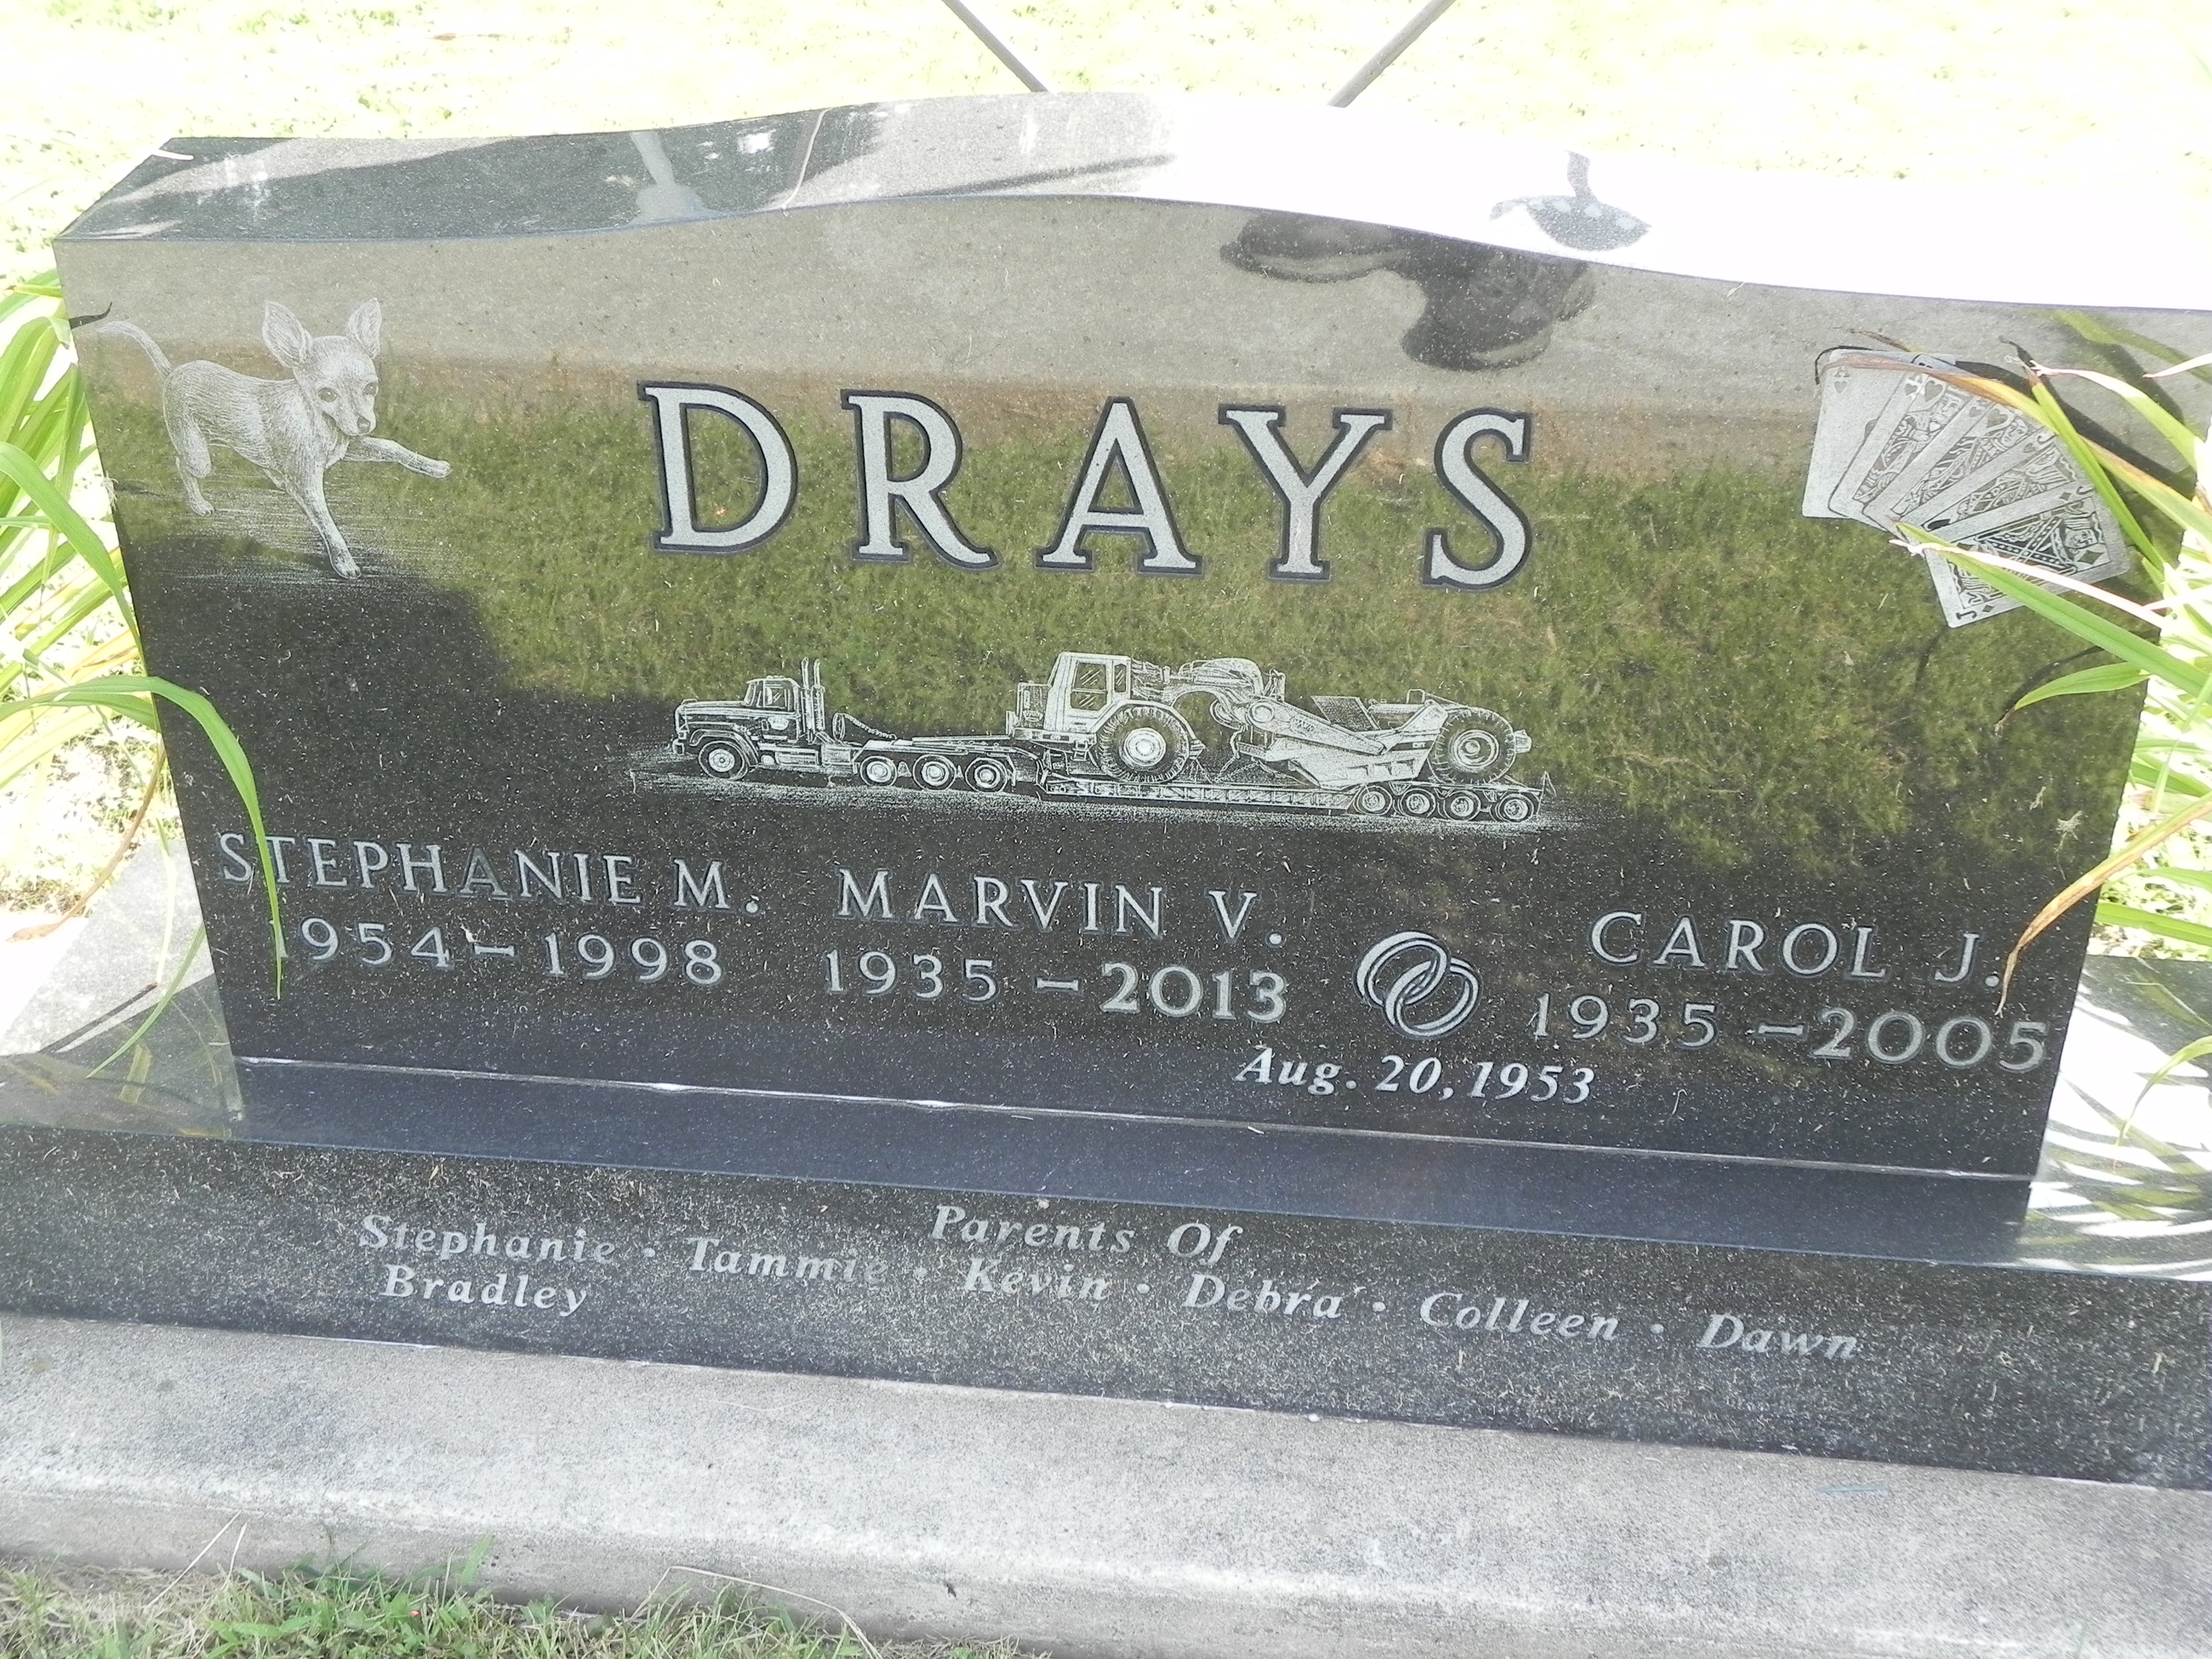 DRAYS
STEPHANIE M. MARVIN V. CAROL J.
1954 - 1998 1935 - 2013 1935 - 2005
Aug. 20, 1953
Parents Of
Stephanie · Tammie · Kevin · Debra · Colleen · Dawn
Bradley